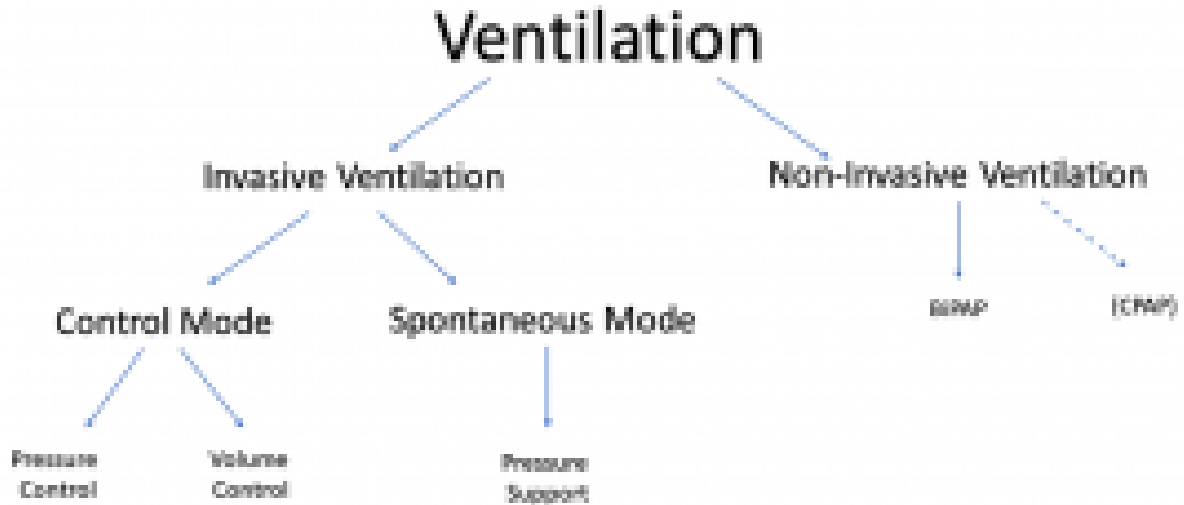 Ventilation
Invasive Ventilation
Non-Invasive Ventilation
Control Mode
Spontaneous Mode
BiPAP
(CPAP)
Pressure
Control
Volume
Control
Pressure
Support